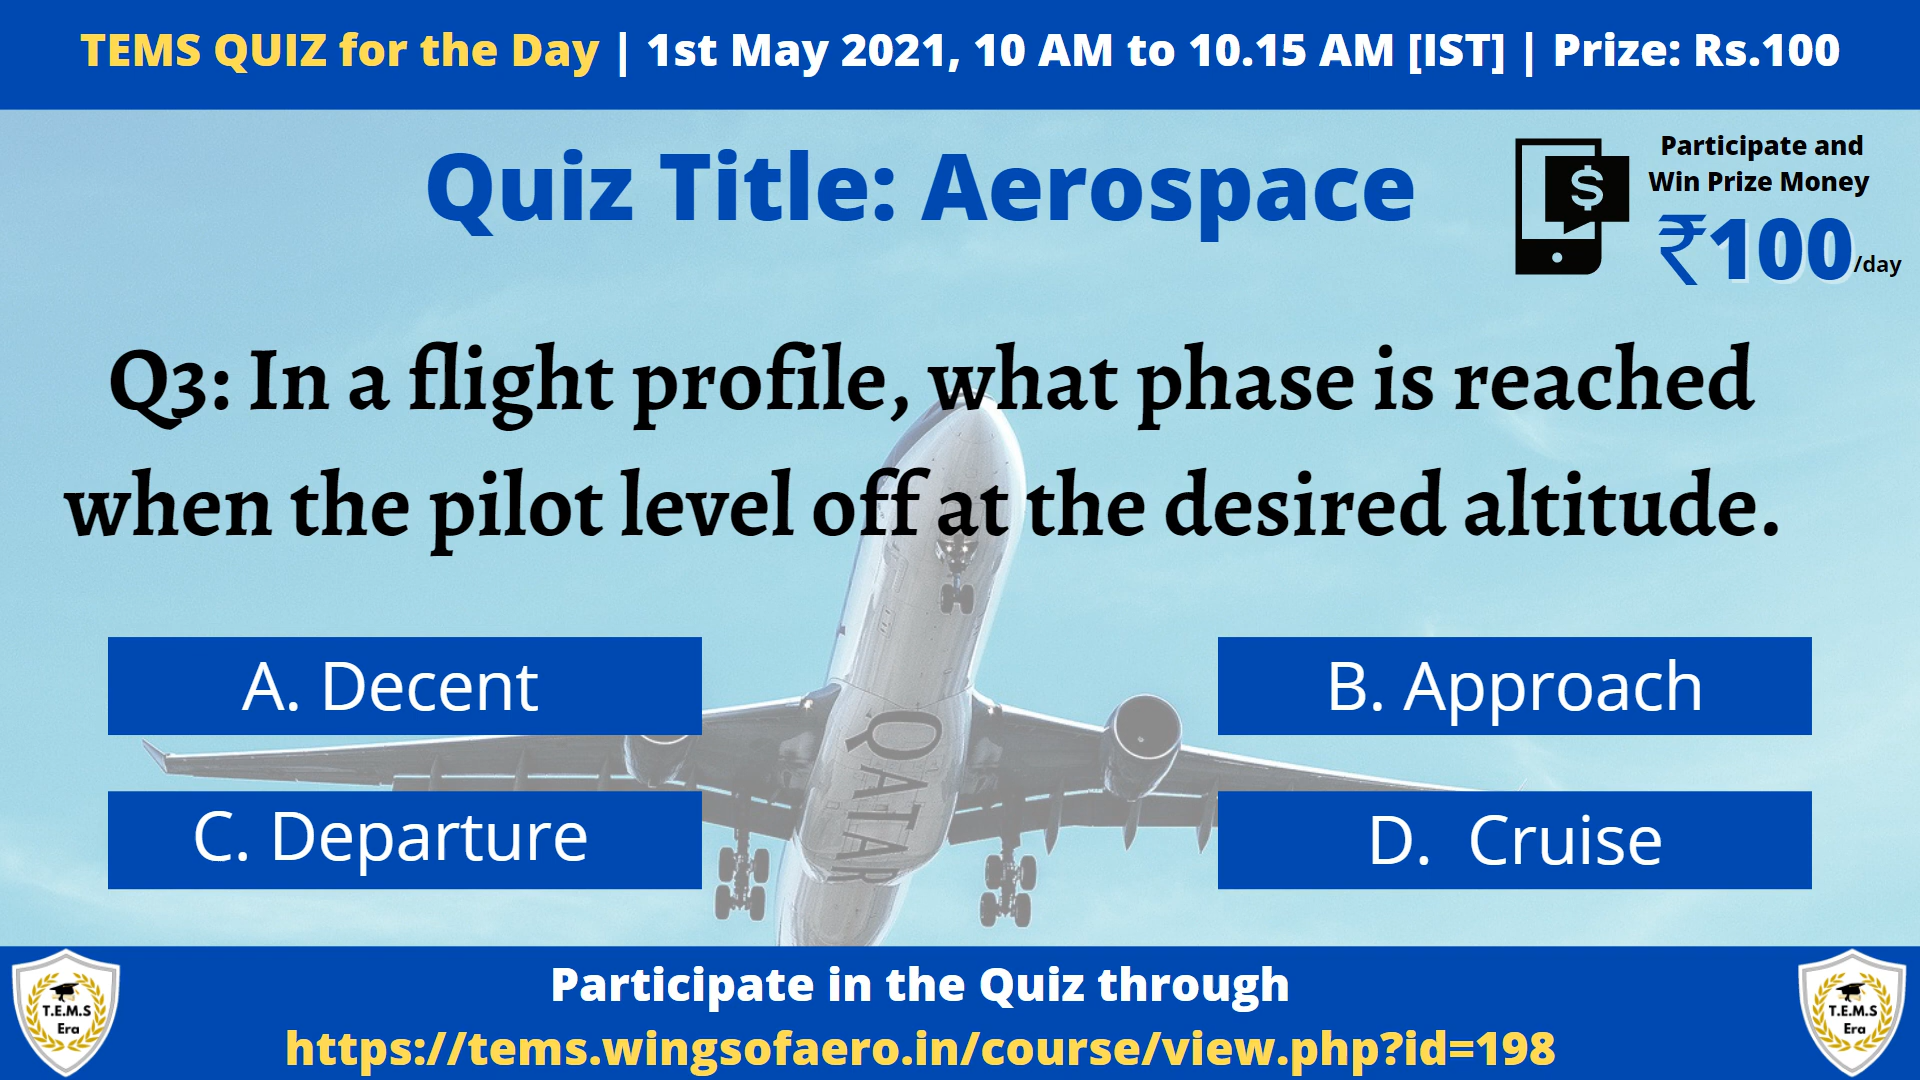 TEMS QUIZ for the Day | 1st May 2021, 10 AM to 10.15 AM [IST] | Prize: Rs.100
Quiz Title: Aerospace
Participate and
Win Prize Money
$
₹100/day
Q3: In a flight profile, what phase is reached
when the pilot level off at the desired altitude.
A. Decent
B. Approach
C. Departure
D. Cruise
QATAR
Participate in the Quiz through
https://tems.wingsofaero.in/course/view.php?id=198
T.E.M.S
Era
T.E.M.S
Era